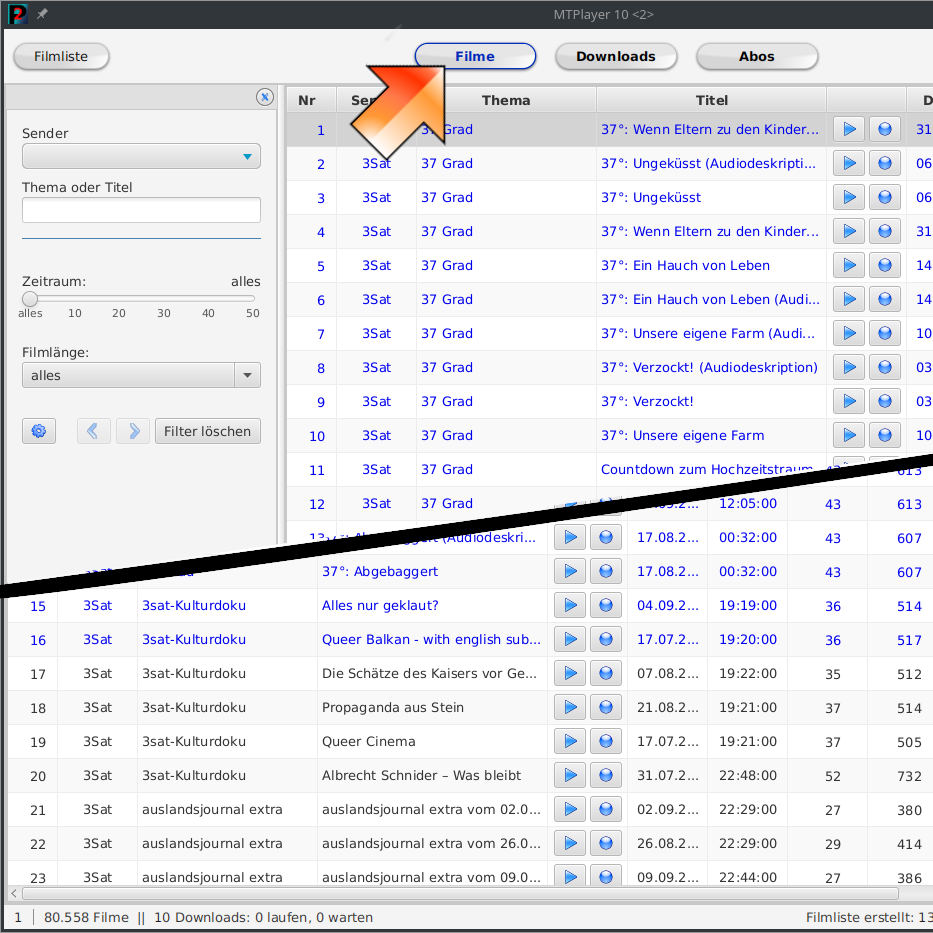 MTPlayer 10 <2>
Filmliste Filme Downloads Abos
Sender
Thema oder Titel
Zeitraum: alles
alles 10 20 30 40 50
Filmlänge:
alles
Filter löschen
Nr Thema Titel
1 Grad 37°: Wenn Eltern zu den Kinder... 31
2 3Sat 37 Grad 37°: Ungeküsst (Audiodeskripti... 06
3 3Sat 37 Grad 37°: Ungeküsst 06
4 3Sat 37 Grad 37°: Wenn Eltern zu den Kinder... 31
5 3Sat 37 Grad 37°: Ein Hauch von Leben 14
6 3Sat 37 Grad 37°: Ein Hauch von Leben (Audi... 14
7 3Sat 37 Grad 37°: Unsere eigene Farm (Audi... 10
8 3Sat 37 Grad 37°: Verzockt! (Audiodeskription) 03
9 3Sat 37 Grad 37°: Verzockt! 03
10 3Sat 37 Grad 37°: Unsere eigene Farm 10
11 3Sat 37 Grad Countdown zum Hochzeitstraum 613
12 3Sat 37 Grad 12:05:00 43 613
(Audiodeskri... 17.08.2... 00:32:00 43 607
37°: Abgebaggert 17.08.2... 00:32:00 43 607
15 3Sat 3sat-Kulturdoku Alles nur geklaut? 04.09.2... 19:19:00 36 514
16 3Sat 3sat-Kulturdoku Queer Balkan - with english sub... 17.07.2... 19:20:00 36 517
17 3Sat 3sat-Kulturdoku Die Schätze des Kaisers vor Ge... 07.08.2... 19:22:00 35 512
18 3Sat 3sat-Kulturdoku Propaganda aus Stein 21.08.2... 19:21:00 37 514
19 3Sat 3sat-Kulturdoku Queer Cinema 17.07.2... 19:21:00 37 505
20 3Sat 3sat-Kulturdoku Albrecht Schnider – Was bleibt 31.07.2... 22:48:00 52 732
21 3Sat auslandsjournal extra auslandsjournal extra vom 02.0... 02.09.2... 22:29:00 27 380
22 3Sat auslandsjournal extra auslandsjournal extra vom 26.0... 26.08.2... 22:29:00 29 414
23 3Sat auslandsjournal extra auslandsjournal extra vom 09.0... 09.09.2... 22:44:00 27 386
1 | 80.558 Filme || 10 Downloads: 0 laufen, 0 warten Filmliste erstellt: 13